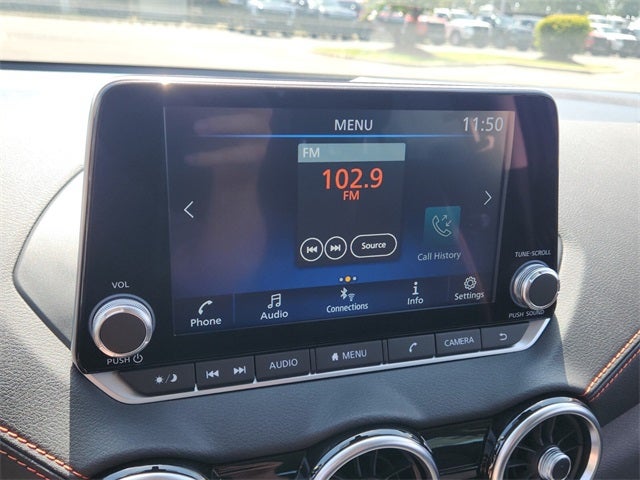 MENU 11:50
FM
102.9
FM
Source
Call History
Phone Audio Connections Info Settings
VOL
PUSH
TUNE·SCROLL
PUSH SOUND
AUDIO MENU CAMERA